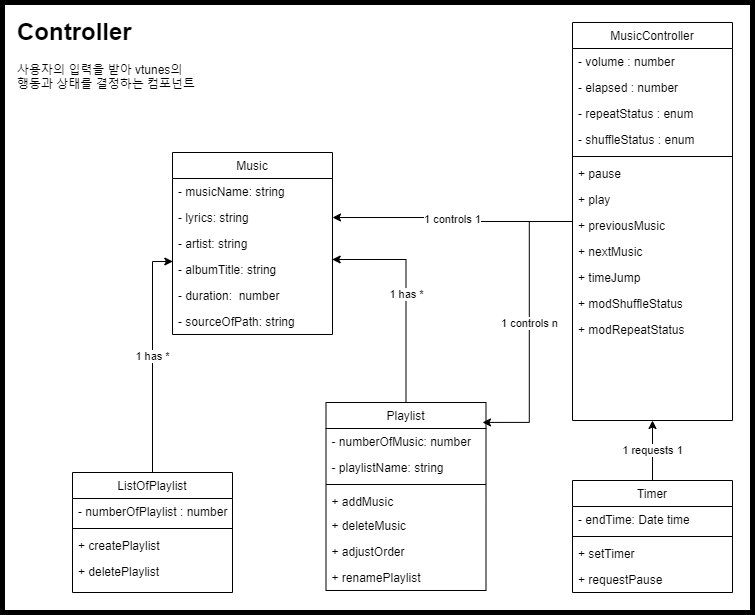 Controller
사용자의 입력을 받아 vtunes의
행동과 상태를 결정하는 컴포넌트
MusicController
- volume : number
- elapsed : number
- repeatStatus : enum
- shuffleStatus : enum
+ pause
+ play
+ previousMusic
+ nextMusic
+ timeJump
+ modShuffleStatus
+ modRepeatStatus
Music
- musicName: string
- lyrics: string
- artist: string
- albumTitle: string
- duration:  number
- sourceOfPath: string
1 controls 1
1 has *
1 controls n
1 has *
Playlist
- numberOfMusic: number
- playlistName: string
+ addMusic
+ deleteMusic
+ adjustOrder
+ renamePlaylist
1 requests 1
ListOfPlaylist
- numberOfPlaylist : number
+ createPlaylist
+ deletePlaylist
Timer
- endTime: Date time
+ setTimer
+ requestPause